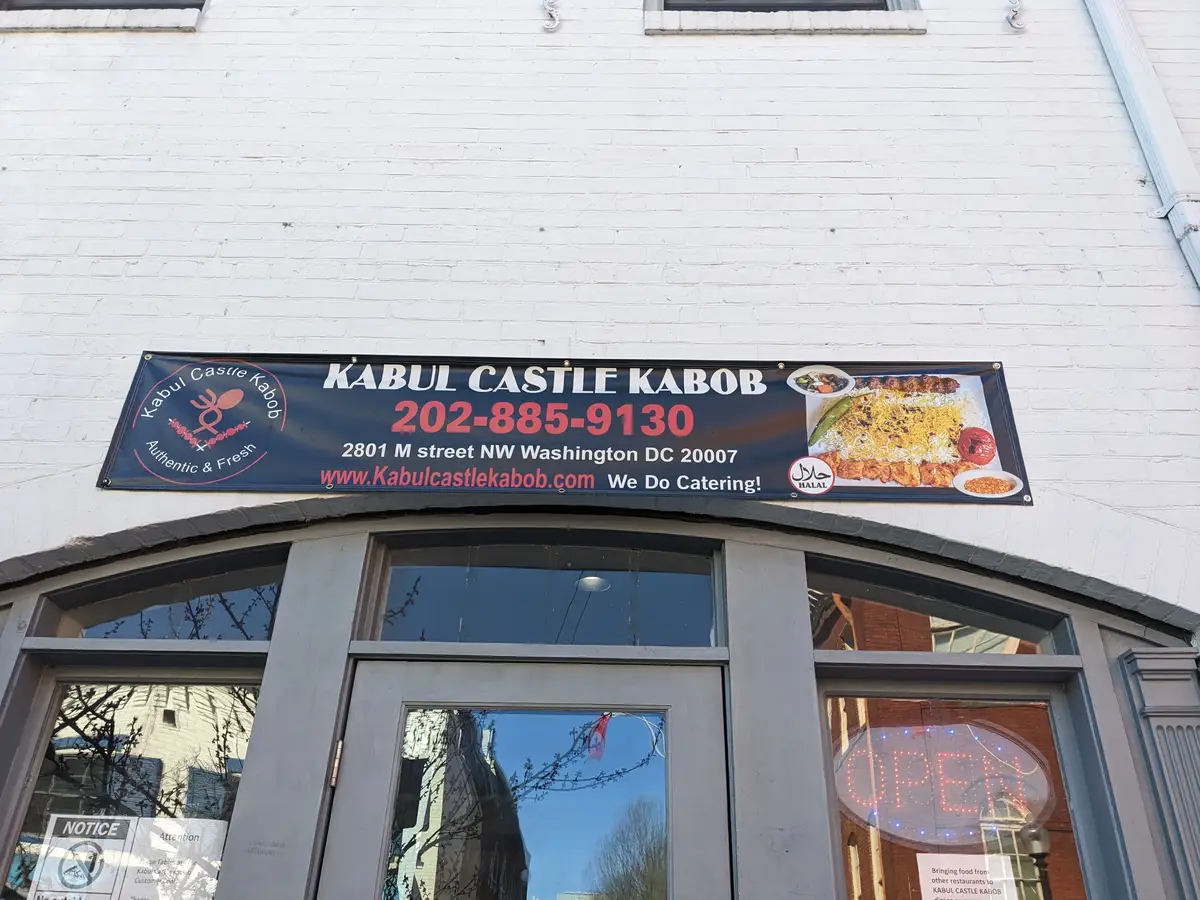 Kabul Castle Kabob
Authentic & Fresh
KABUL CASTLE KABOB
202-885-9130
2801 M street NW Washington DC 20007
www.Kabulcastlekabob.com We Do Catering!
حلال
HALAL
OPEN
NOTICE
Attention
Bringing food from
other restaurants to
KABUL CASTLE KABOB